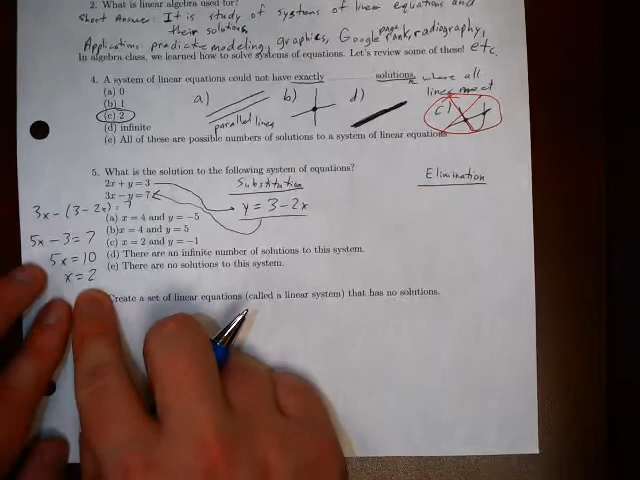 2. What is linear algebra used for?
Short Answer: It is study of systems of linear equations and
their solutions
Applications: predictive modeling, graphics, Google page rank, radiography, etc.
In algebra class, we learned how to solve systems of equations. Let's review some of these!
4. A system of linear equations could not have exactly ______ solutions. where all
lines meet
(a) 0
(b) 1
(c) 2
(d) infinite
(e) All of these are possible numbers of solutions to a system of linear equations
a) b) d) c)
parallel lines
5. What is the solution to the following system of equations?
2x + y = 3
3x − y = 7
Substitution
Elimination
y = 3 - 2x
3x - (3 - 2x) = 7
5x - 3 = 7
5x = 10
x = 2
(a) x = 4 and y = −5
(b) x = 4 and y = 5
(c) x = 2 and y = −1
(d) There are an infinite number of solutions to this system.
(e) There are no solutions to this system.
Create a set of linear equations (called a linear system) that has no solutions.